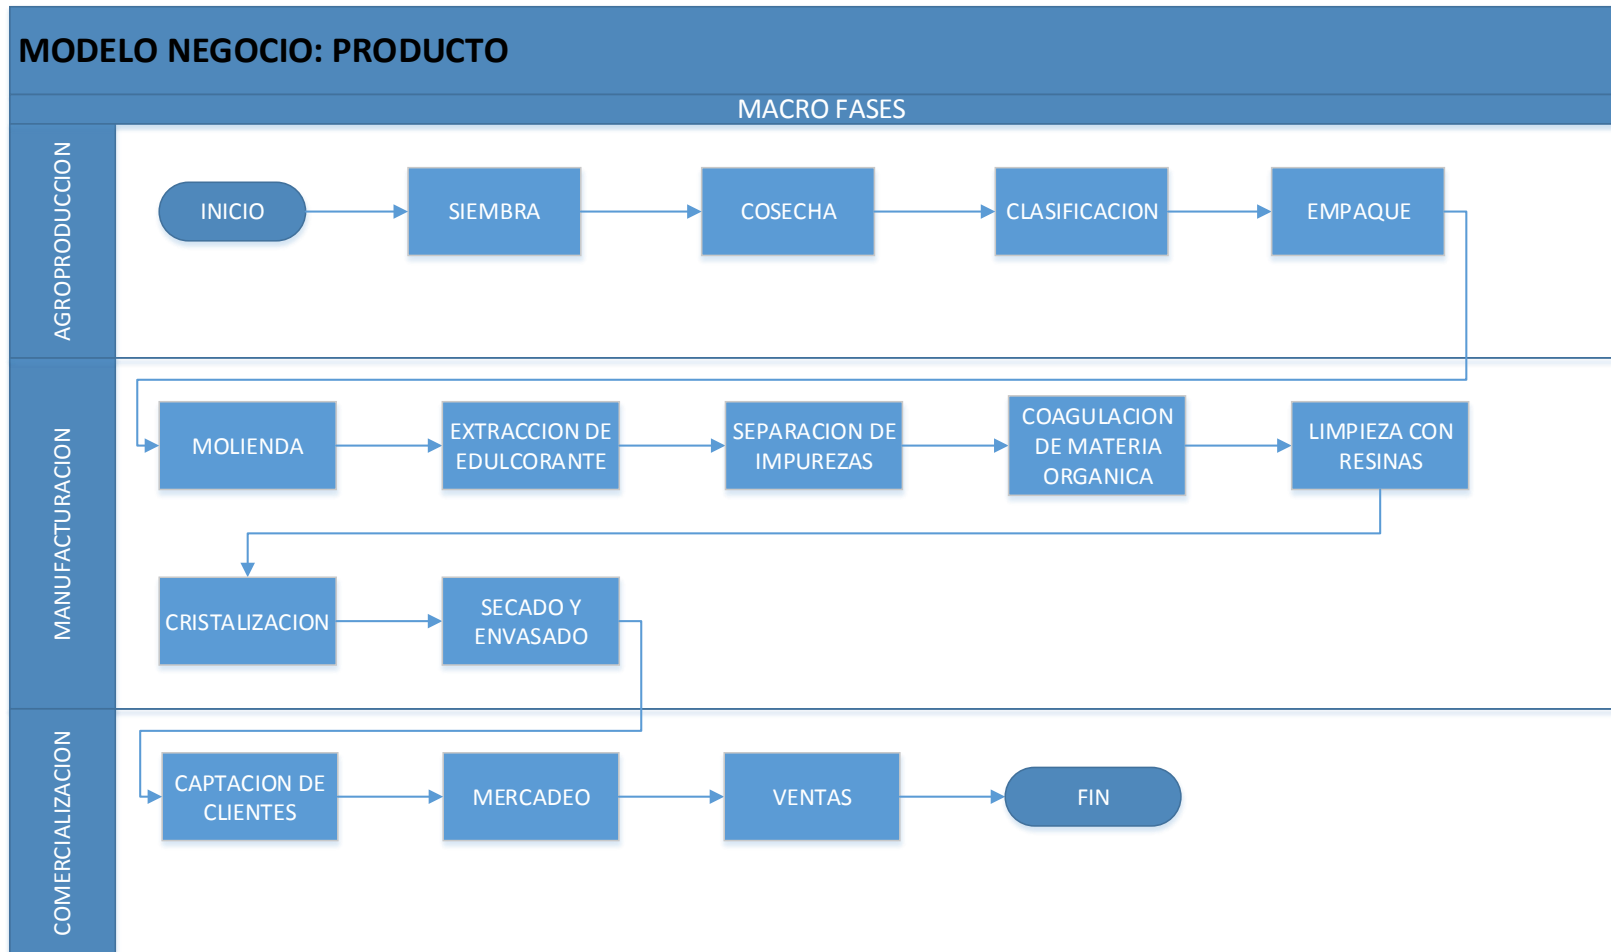 MODELO NEGOCIO: PRODUCTO
MACRO FASES
AGROPRODUCCION
INICIO
SIEMBRA
COSECHA
CLASIFICACION
EMPAQUE
MANUFACTURACION
MOLIENDA
EXTRACCION DE
EDULCORANTE
SEPARACION DE
IMPUREZAS
COAGULACION
DE MATERIA
ORGANICA
LIMPIEZA CON
RESINAS
CRISTALIZACION
SECADO Y
ENVASADO
COMERCIALIZACION
CAPTACION DE
CLIENTES
MERCADEO
VENTAS
FIN